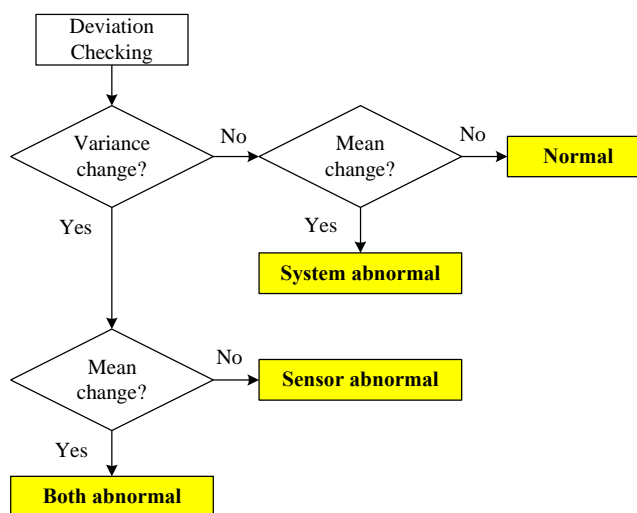 Deviation
Checking
Variance
change?
No
Mean
change?
No
Normal
Yes
Yes
System abnormal
Mean
change?
No
Sensor abnormal
Yes
Both abnormal